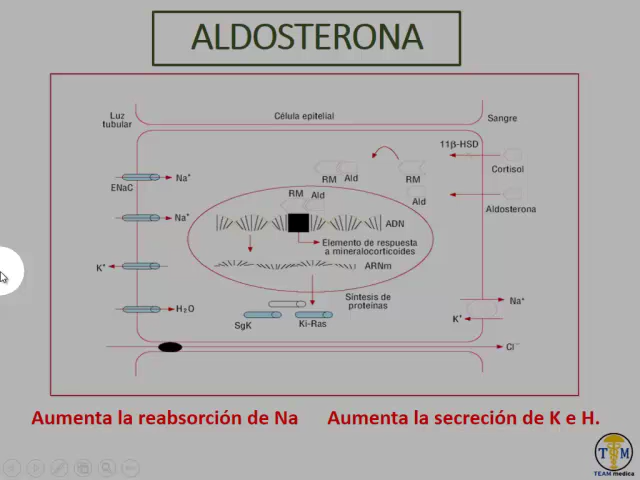 ALDOSTERONA
Luz
tubular
Célula epitelial
Sangre
11β-HSD
Cortisol
RM
Ald
RM
Na⁺
ENaC
RM
Ald
Ald
Aldosterona
Na⁺
ADN
Elemento de respuesta
a mineralocorticoides
K⁺
ARNm
Síntesis de
proteínas
Na⁺
H₂O
SgK
Ki-Ras
K⁺
Cl⁻
Aumenta la reabsorción de Na
Aumenta la secreción de K e H.
T M
TEAM medica